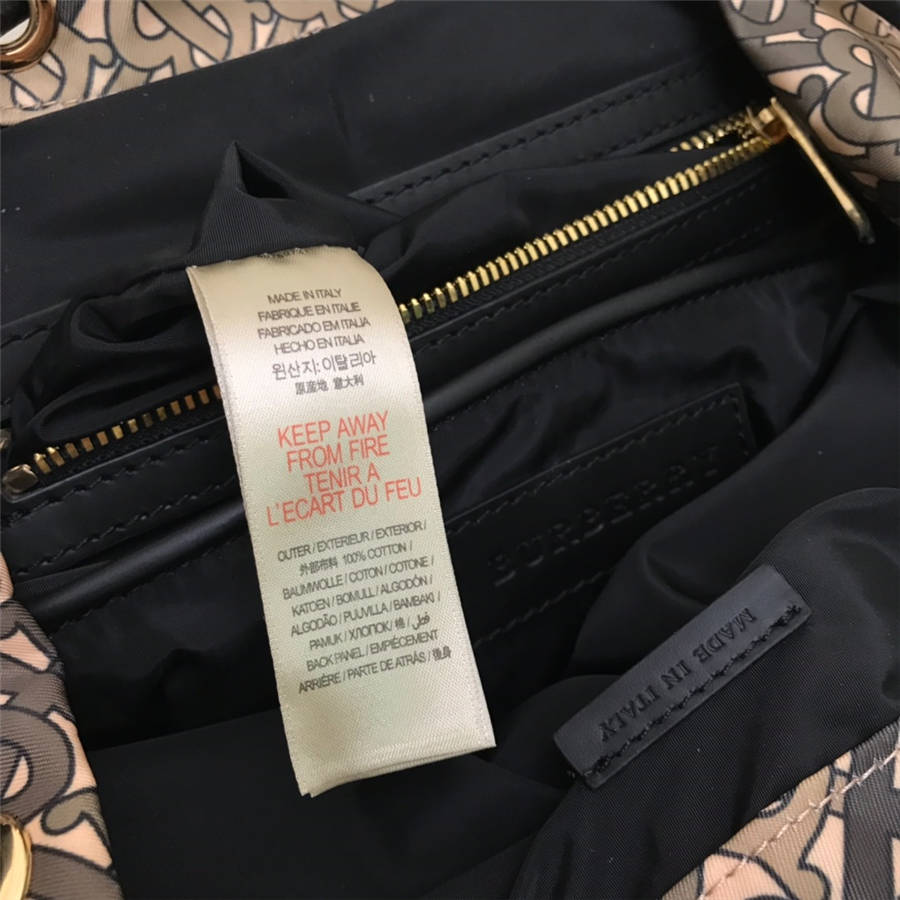 MADE IN ITALY
FABRIQUE EN ITALIE
FABRICADO EM ITALIA
HECHO EN ITALIA
원산지:이탈리아
原産地 意大利
KEEP AWAY
FROM FIRE
TENIR A
L'ECART DU FEU
OUTER / EXTERIEUR / EXTERIOR /
外部布料 100% COTTON /
BAUMWOLLE / COTON / COTONE /
KATOEN / BOMULL / ALGODÓN /
ALGODÃO / PUUVILLA / BAMBAKI /
PAMUK / ХЛОПОК / 棉 / قطن
BACK PANEL / EMPIÈCEMENT
ARRIÈRE / PARTE DE ATRÁS / 後身
BURBERRY
MADE IN ITALY